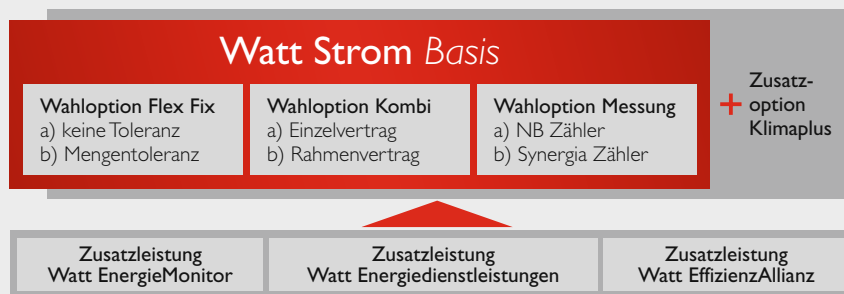 Watt Strom Basis
Wahloption Flex Fix
a) keine Toleranz
b) Mengentoleranz
Wahloption Kombi
a) Einzelvertrag
b) Rahmenvertrag
Wahloption Messung
a) NB Zähler
b) Synergia Zähler
+
Zusatz-
option
Klimaplus
Zusatzleistung
Watt EnergieMonitor
Zusatzleistung
Watt Energiedienstleistungen
Zusatzleistung
Watt EffizienzAllianz